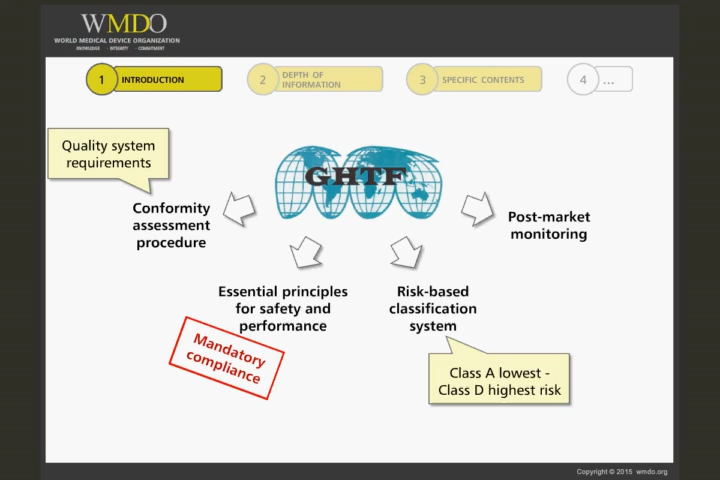 WMDO
WORLD MEDICAL DEVICE ORGANIZATION
KNOWLEDGE - INTEGRITY - COMMITMENT
1 INTRODUCTION
2 DEPTH OF
INFORMATION
3 SPECIFIC CONTENTS
4 ...
Quality system
requirements
GHTF
Conformity
assessment
procedure
Post-market
monitoring
Essential principles
for safety and
performance
Risk-based
classification
system
Mandatory
compliance
Class A lowest -
Class D highest risk
Copyright © 2015 wmdo.org